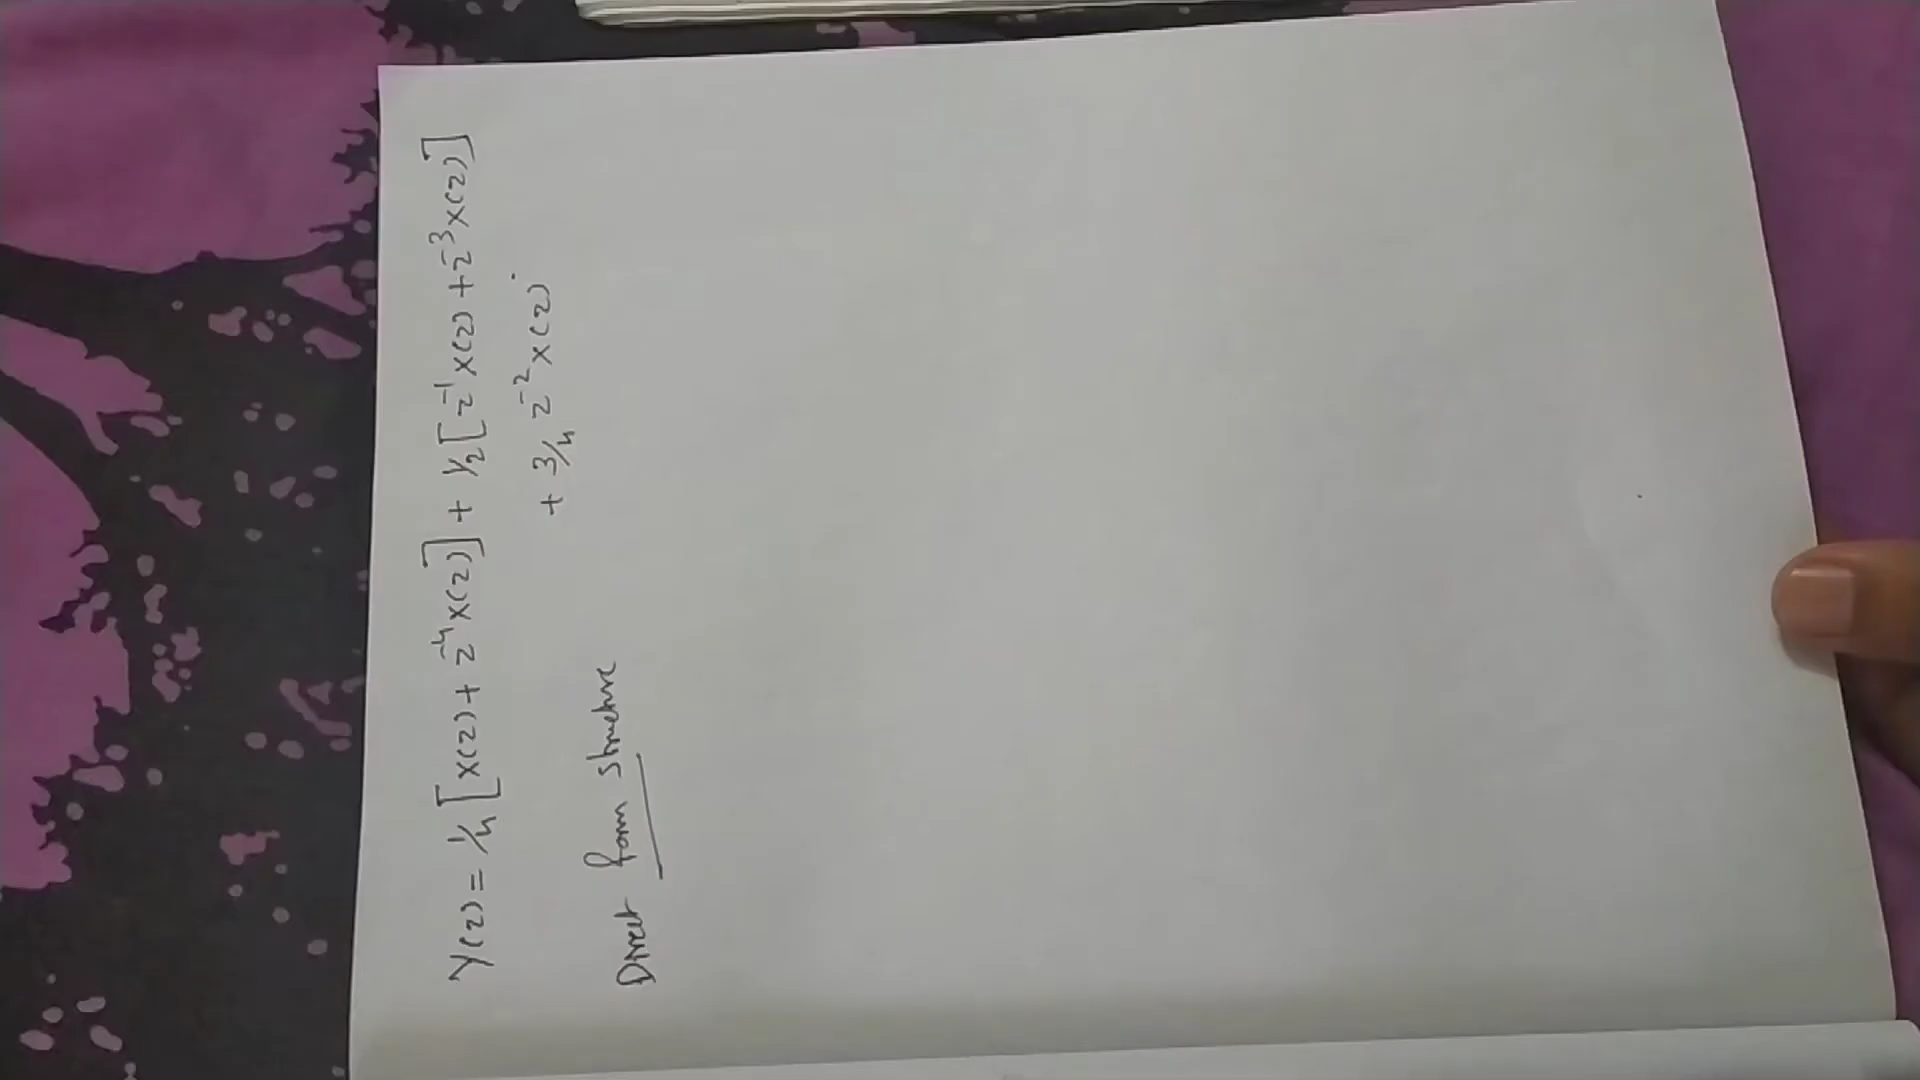 Y(z) = 1/4 [X(z) + z^-4 X(z)] + 1/2 [z^-1 X(z) + z^-3 X(z)]
+ 3/4 z^-2 X(z)
Direct form structure